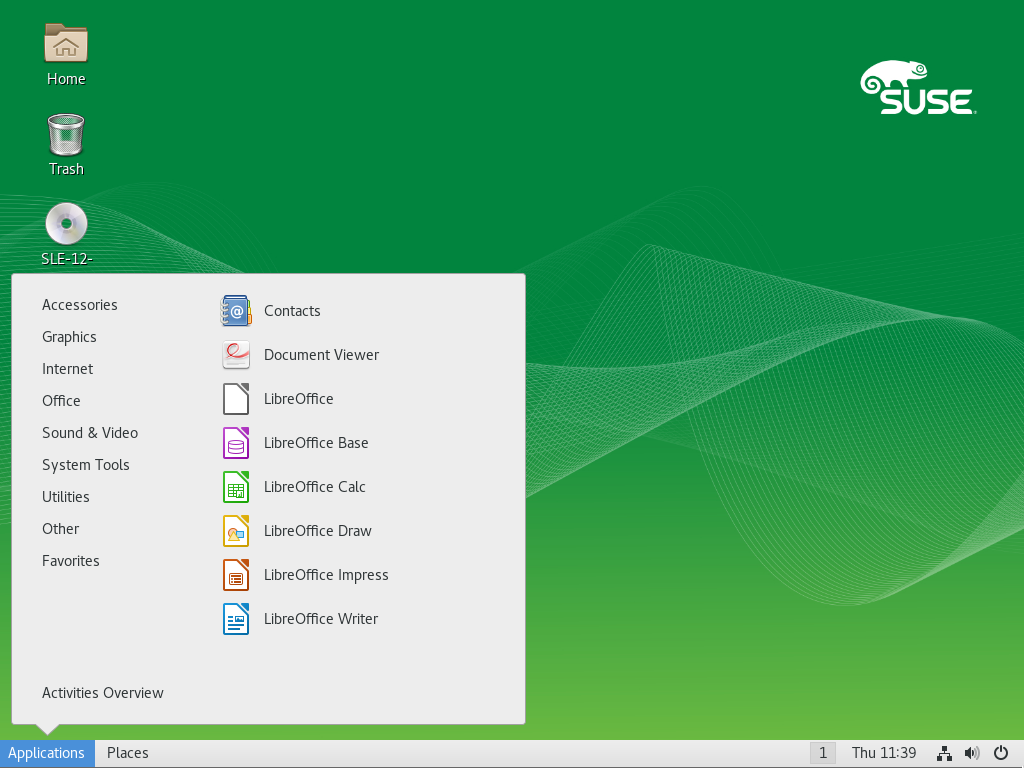 Home
Trash
SLE-12-
SUSE
Accessories
Graphics
Internet
Office
Sound & Video
System Tools
Utilities
Other
Favorites
Contacts
Document Viewer
LibreOffice
LibreOffice Base
LibreOffice Calc
LibreOffice Draw
LibreOffice Impress
LibreOffice Writer
Activities Overview
Applications
Places
1
Thu 11:39